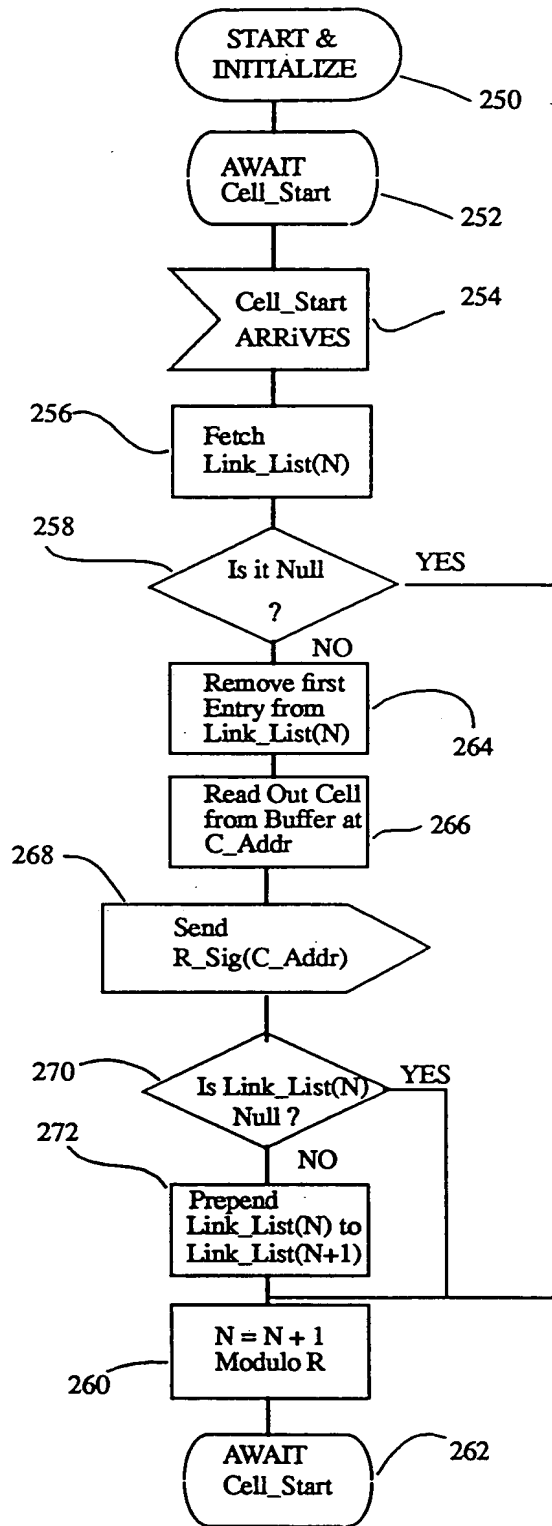 START &
INITIALIZE
250
AWAIT
Cell_Start
252
Cell_Start
ARRiVES
254
256
Fetch
Link_List(N)
258
Is it Null
?
YES
NO
Remove first
Entry from
Link_List(N)
264
Read Out Cell
from Buffer at
C_Addr
266
268
Send
R_Sig(C_Addr)
270
Is Link_List(N)
Null ?
YES
272
NO
Prepend
Link_List(N) to
Link_List(N+1)
N = N + 1
Modulo R
260
AWAIT
Cell_Start
262